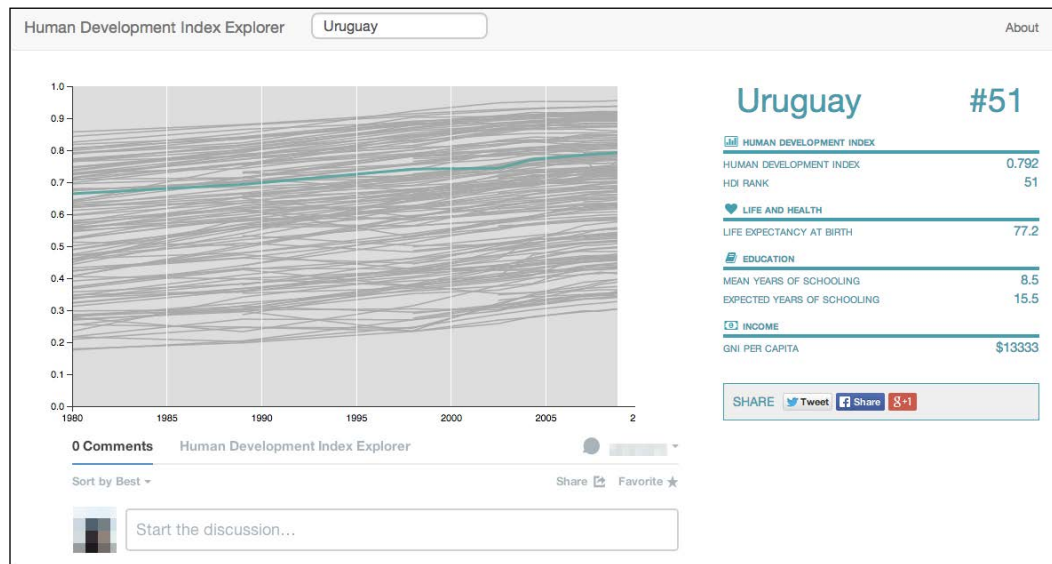 Human Development Index Explorer
Uruguay
About
1.0
0.9
0.8
0.7
0.6
0.5
0.4
0.3
0.2
0.1
0.0
1980 1985 1990 1995 2000 2005 2
Uruguay #51
HUMAN DEVELOPMENT INDEX
HUMAN DEVELOPMENT INDEX 0.792
HDI RANK 51
LIFE AND HEALTH
LIFE EXPECTANCY AT BIRTH 77.2
EDUCATION
MEAN YEARS OF SCHOOLING 8.5
EXPECTED YEARS OF SCHOOLING 15.5
INCOME
GNI PER CAPITA $13333
SHARE Tweet Share g+1
0 Comments Human Development Index Explorer
Sort by Best Share Favorite
Start the discussion...